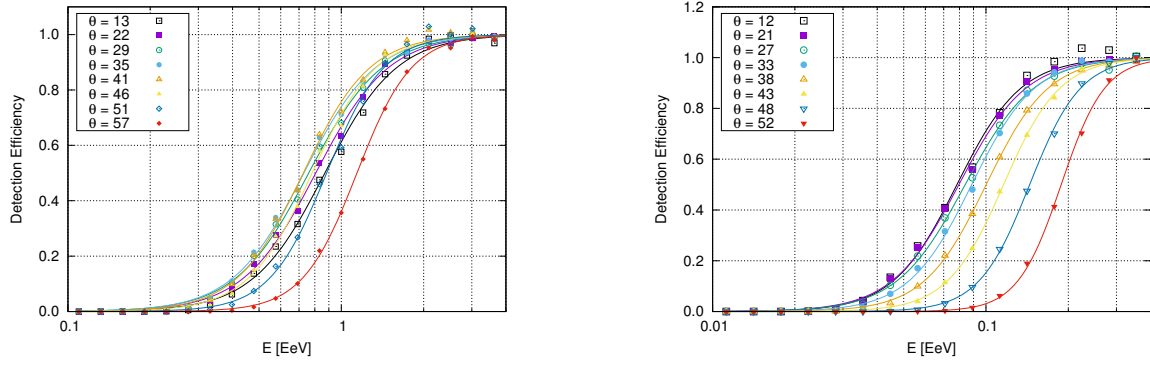 Detection Efficiency
1.0
0.8
0.6
0.4
0.2
0.0
θ = 13
θ = 22
θ = 29
θ = 35
θ = 41
θ = 46
θ = 51
θ = 57
0.1 1
E [EeV]
Detection Efficiency
1.2
1.0
0.8
0.6
0.4
0.2
0.0
θ = 12
θ = 21
θ = 27
θ = 33
θ = 38
θ = 43
θ = 48
θ = 52
0.01 0.1
E [EeV]